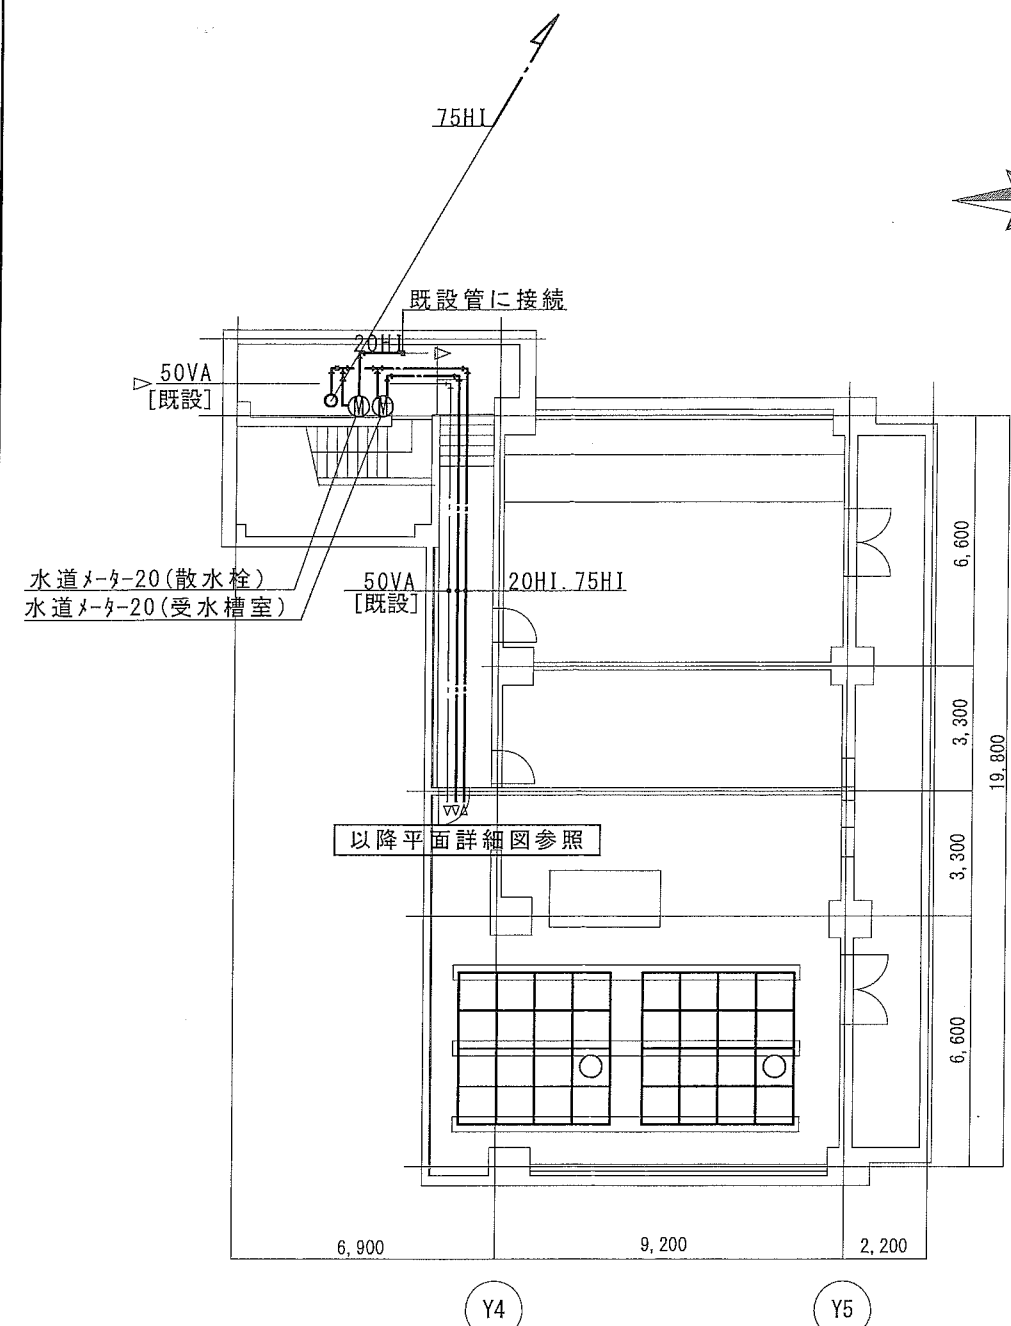 75HI
既設管に接続
20HI
50VA
[既設]
M
M
水道メーター20(散水栓)
水道メーター20(受水槽室)
50VA
[既設]
20HI. 75HI
以降平面詳細図参照
6,600
3,300
19,800
3,300
6,600
6,900
9,200
2,200
Y4
Y5